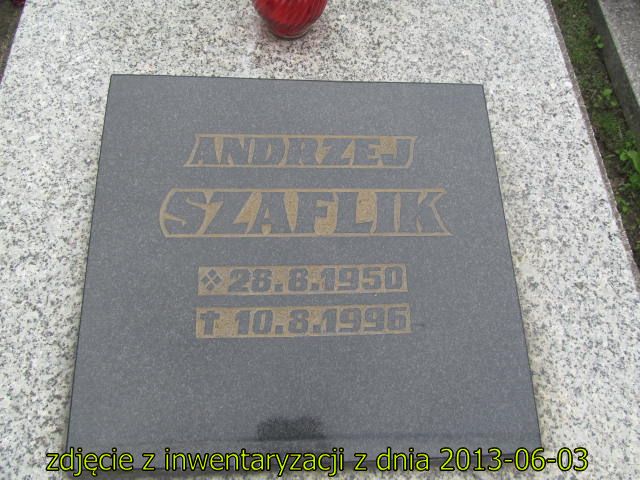 ANDRZEJ
SZAFLIK
❖ 28.8.1950
✝ 10.8.1996
zdjęcie z inwentaryzacji z dnia 2013-06-03